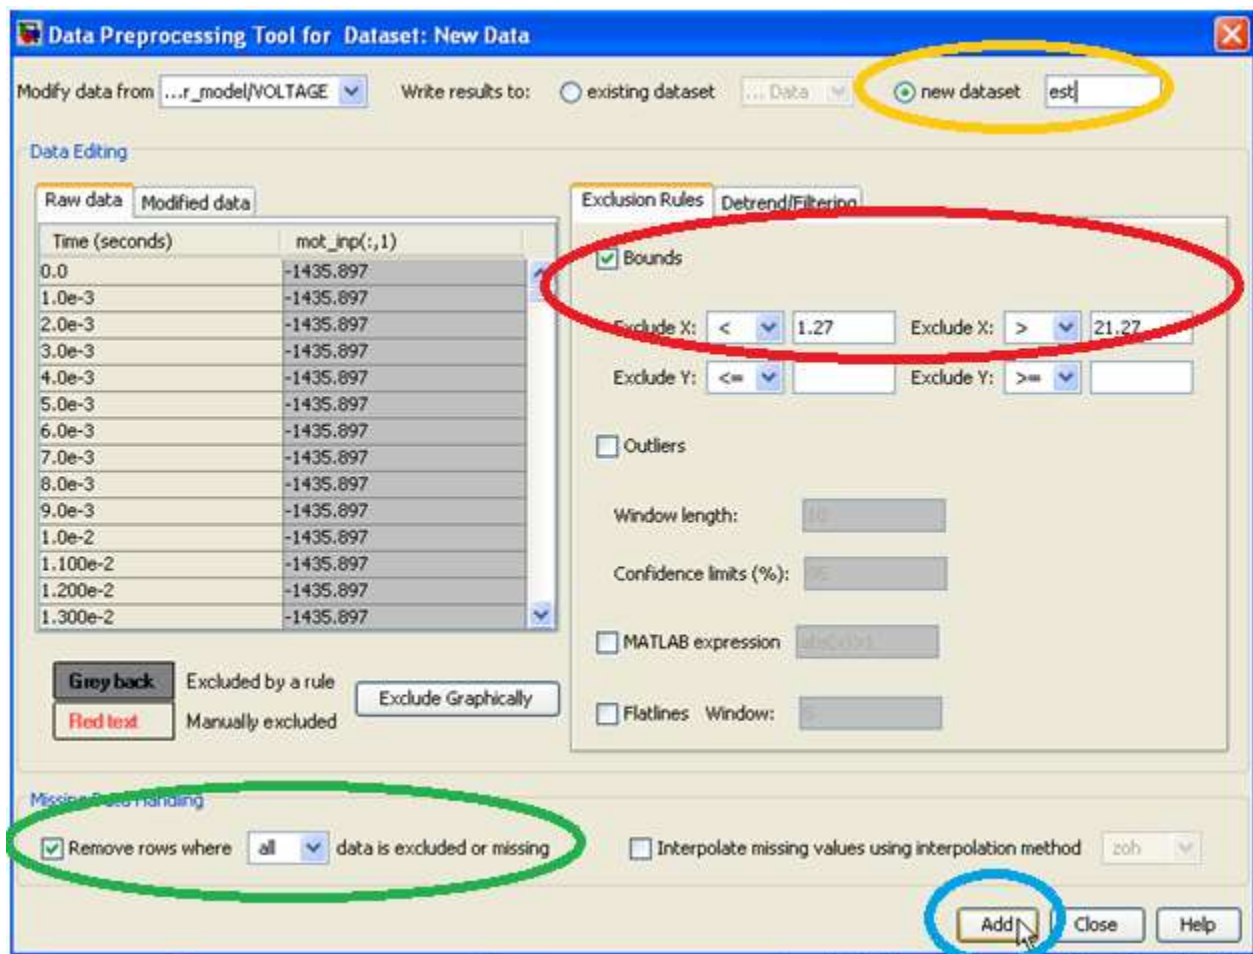 Data Preprocessing Tool for Dataset: New Data
Modify data from ...r_model/VOLTAGE Write results to: existing dataset ... Data new dataset est
Data Editing
Raw data Modified data
Time (seconds) mot_inp(:,1)
0.0 -1435.897
1.0e-3 -1435.897
2.0e-3 -1435.897
3.0e-3 -1435.897
4.0e-3 -1435.897
5.0e-3 -1435.897
6.0e-3 -1435.897
7.0e-3 -1435.897
8.0e-3 -1435.897
9.0e-3 -1435.897
1.0e-2 -1435.897
1.100e-2 -1435.897
1.200e-2 -1435.897
1.300e-2 -1435.897
Grey back Excluded by a rule
Red text Manually excluded
Exclude Graphically
Exclusion Rules Detrend/Filtering
Bounds
Exclude X: < 1.27 Exclude X: > 21.27
Exclude Y: <= Exclude Y: >=
Outliers
Window length: 10
Confidence limits (%): 95
MATLAB expression
Flatlines Window: 5
Missing Data Handling
Remove rows where all data is excluded or missing Interpolate missing values using interpolation method zoh
Add Close Help